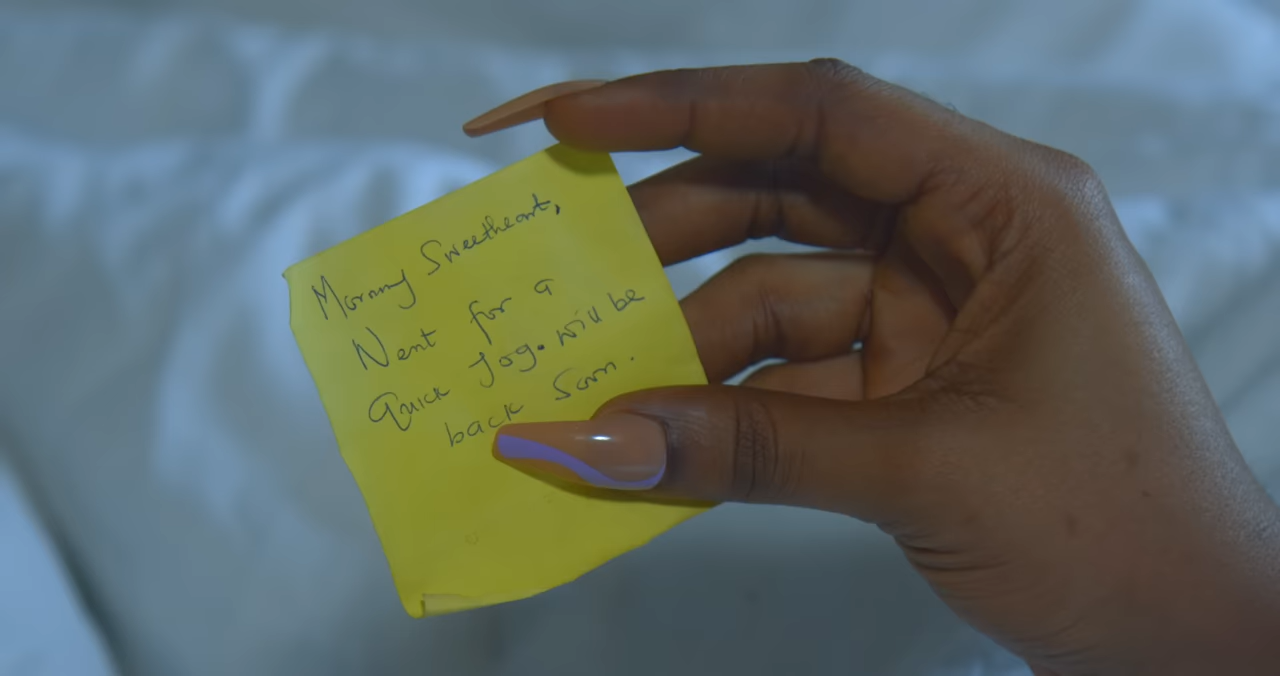 Morning Sweetheart,
Went for a
Quick Jog. will be
back Soon.